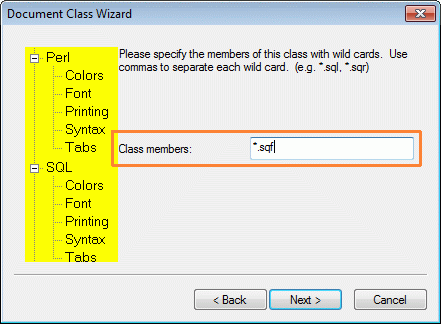 Document Class Wizard
Please specify the members of this class with wild cards.  Use
commas to separate each wild card.  (e.g. *.sql, *.sqr)
Perl
Colors
Font
Printing
Syntax
Tabs
Class members:
*.sqf
SQL
Colors
Font
Printing
Syntax
Tabs
< Back
Next >
Cancel